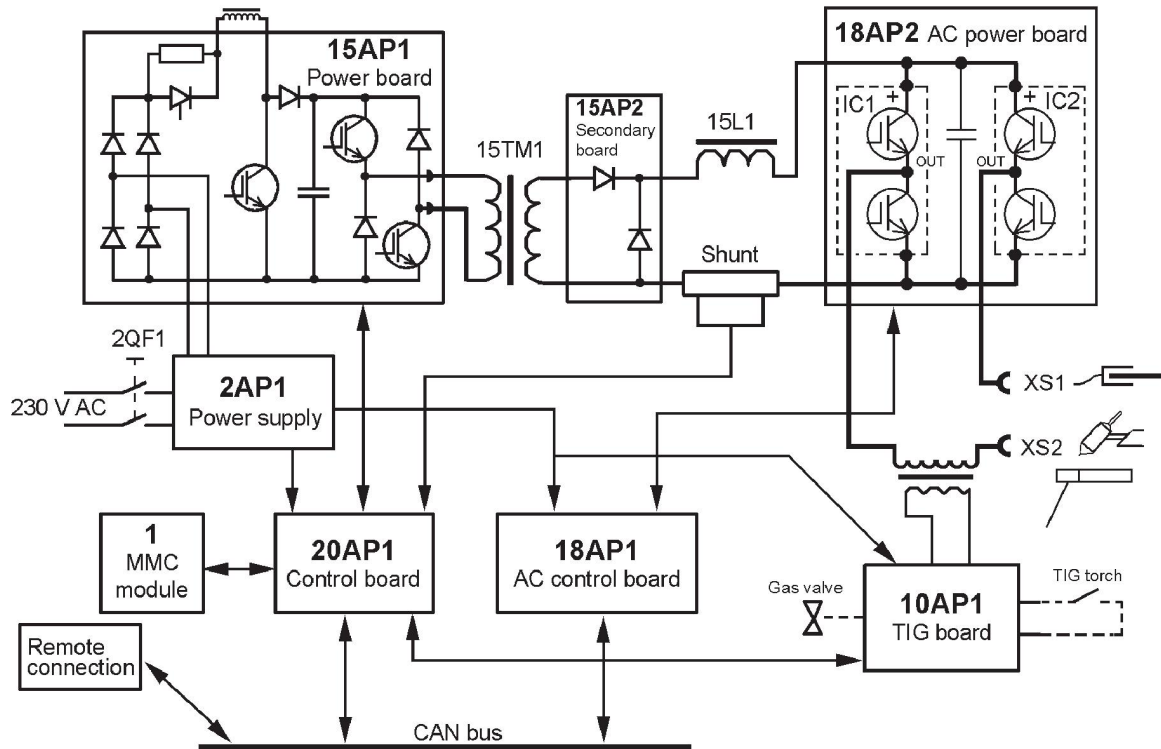 15AP1
Power board
18AP2 AC power board
IC1
+
+
IC2
OUT
OUT
15AP2
Secondary
board
15L1
15TM1
Shunt
2QF1
230 V AC
2AP1
Power supply
XS1
XS2
1
MMC
module
20AP1
Control board
18AP1
AC control board
Gas valve
10AP1
TIG board
TIG torch
Remote
connection
CAN bus